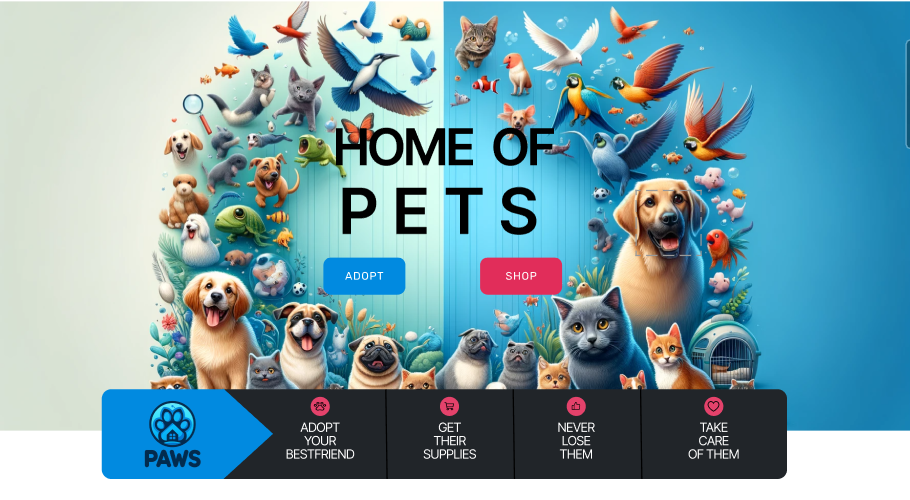 HOME OF
PETS
ADOPT
SHOP
PAWS
ADOPT
YOUR
BESTFRIEND
GET
THEIR
SUPPLIES
NEVER
LOSE
THEM
TAKE
CARE
OF THEM